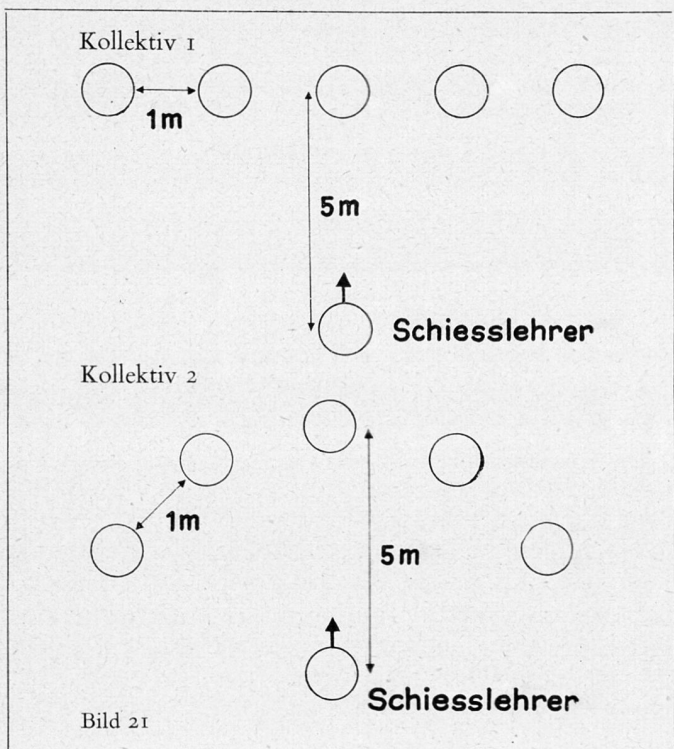 Kollektiv 1
1m
5m
Schiesslehrer
Kollektiv 2
1m
5m
Schiesslehrer
Bild 21